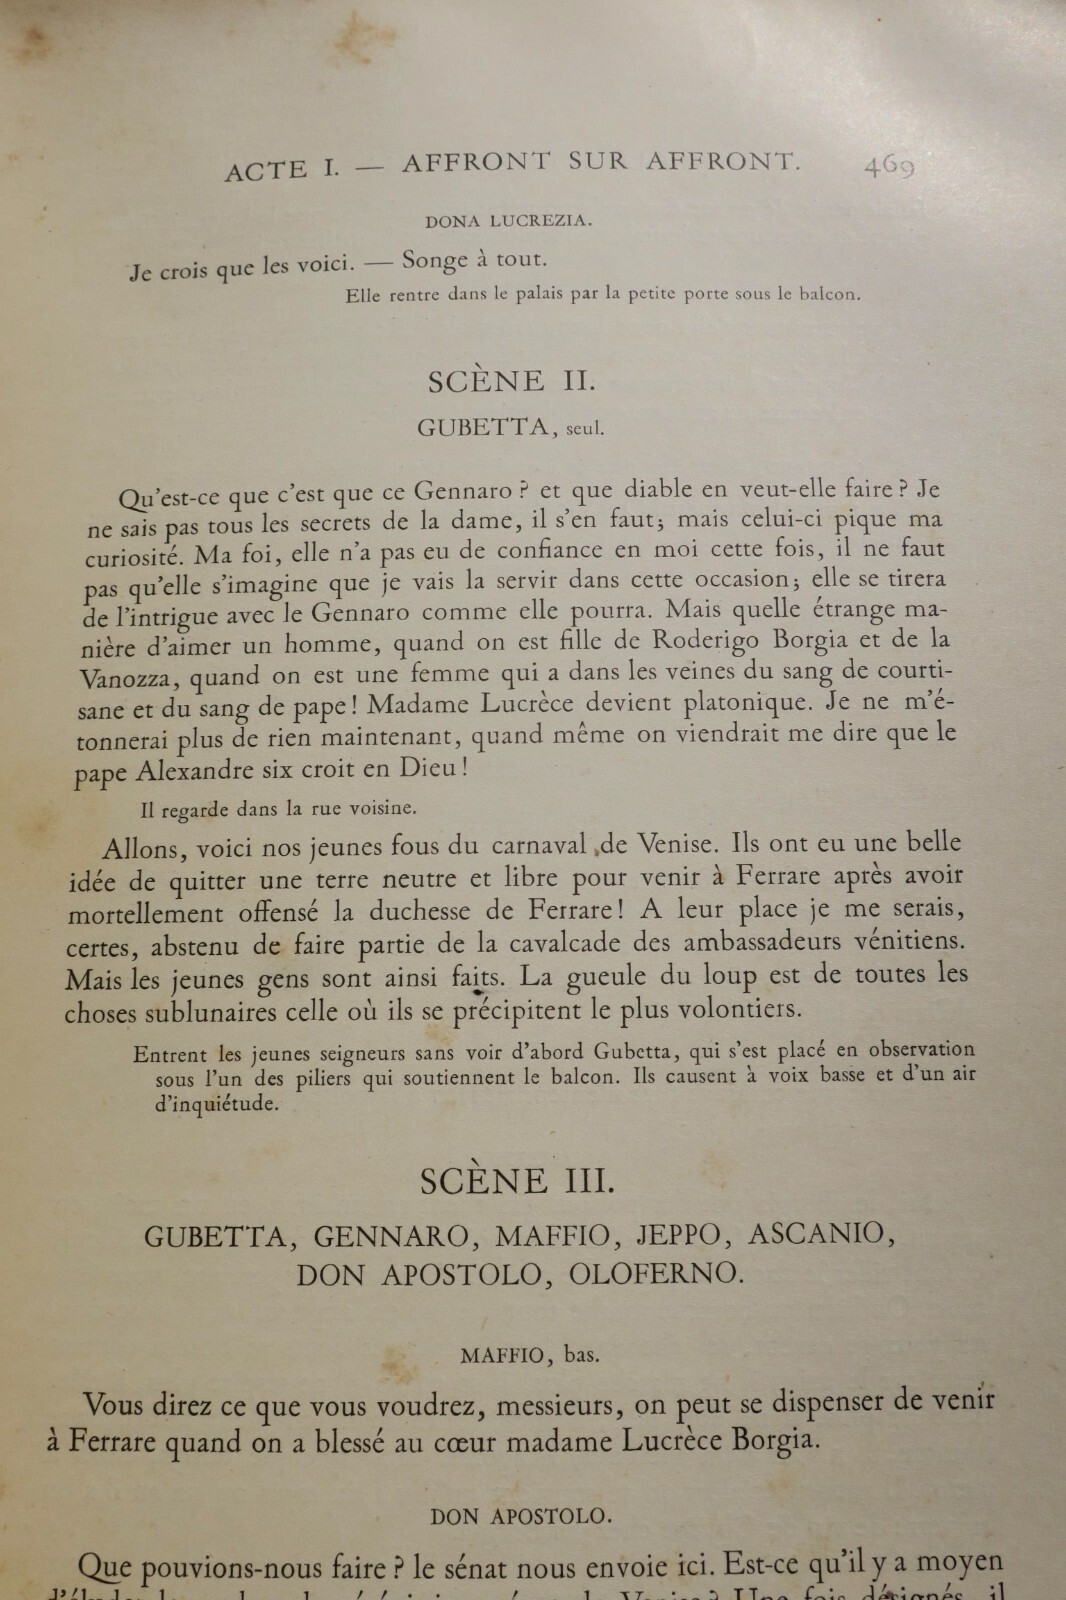 ACTE I. — AFFRONT SUR AFFRONT. 469
DONA LUCREZIA.
Je crois que les voici. — Songe à tout.
Elle rentre dans le palais par la petite porte sous le balcon.
SCÈNE II.
GUBETTA, seul.
Qu'est-ce que c'est que ce Gennaro ? et que diable en veut-elle faire ? Je
ne sais pas tous les secrets de la dame, il s'en faut ; mais celui-ci pique ma
curiosité. Ma foi, elle n'a pas eu de confiance en moi cette fois, il ne faut
pas qu'elle s'imagine que je vais la servir dans cette occasion ; elle se tirera
de l'intrigue avec le Gennaro comme elle pourra. Mais quelle étrange ma-
nière d'aimer un homme, quand on est fille de Roderigo Borgia et de la
Vanozza, quand on est une femme qui a dans les veines du sang de courti-
sane et du sang de pape ! Madame Lucrèce devient platonique. Je ne m'é-
tonnerai plus de rien maintenant, quand même on viendrait me dire que le
pape Alexandre six croit en Dieu !
Il regarde dans la rue voisine.
Allons, voici nos jeunes fous du carnaval de Venise. Ils ont eu une belle
idée de quitter une terre neutre et libre pour venir à Ferrare après avoir
mortellement offensé la duchesse de Ferrare ! A leur place je me serais,
certes, abstenu de faire partie de la cavalcade des ambassadeurs vénitiens.
Mais les jeunes gens sont ainsi faits. La gueule du loup est de toutes les
choses sublunaires celle où ils se précipitent le plus volontiers.
Entrent les jeunes seigneurs sans voir d'abord Gubetta, qui s'est placé en observation
sous l'un des piliers qui soutiennent le balcon. Ils causent à voix basse et d'un air
d'inquiétude.
SCÈNE III.
GUBETTA, GENNARO, MAFFIO, JEPPO, ASCANIO,
DON APOSTOLO, OLOFERNO.
MAFFIO, bas.
Vous direz ce que vous voudrez, messieurs, on peut se dispenser de venir
à Ferrare quand on a blessé au cœur madame Lucrèce Borgia.
DON APOSTOLO.
Que pouvions-nous faire ? le sénat nous envoie ici. Est-ce qu'il y a moyen
Venise ? Une fois désignés, il